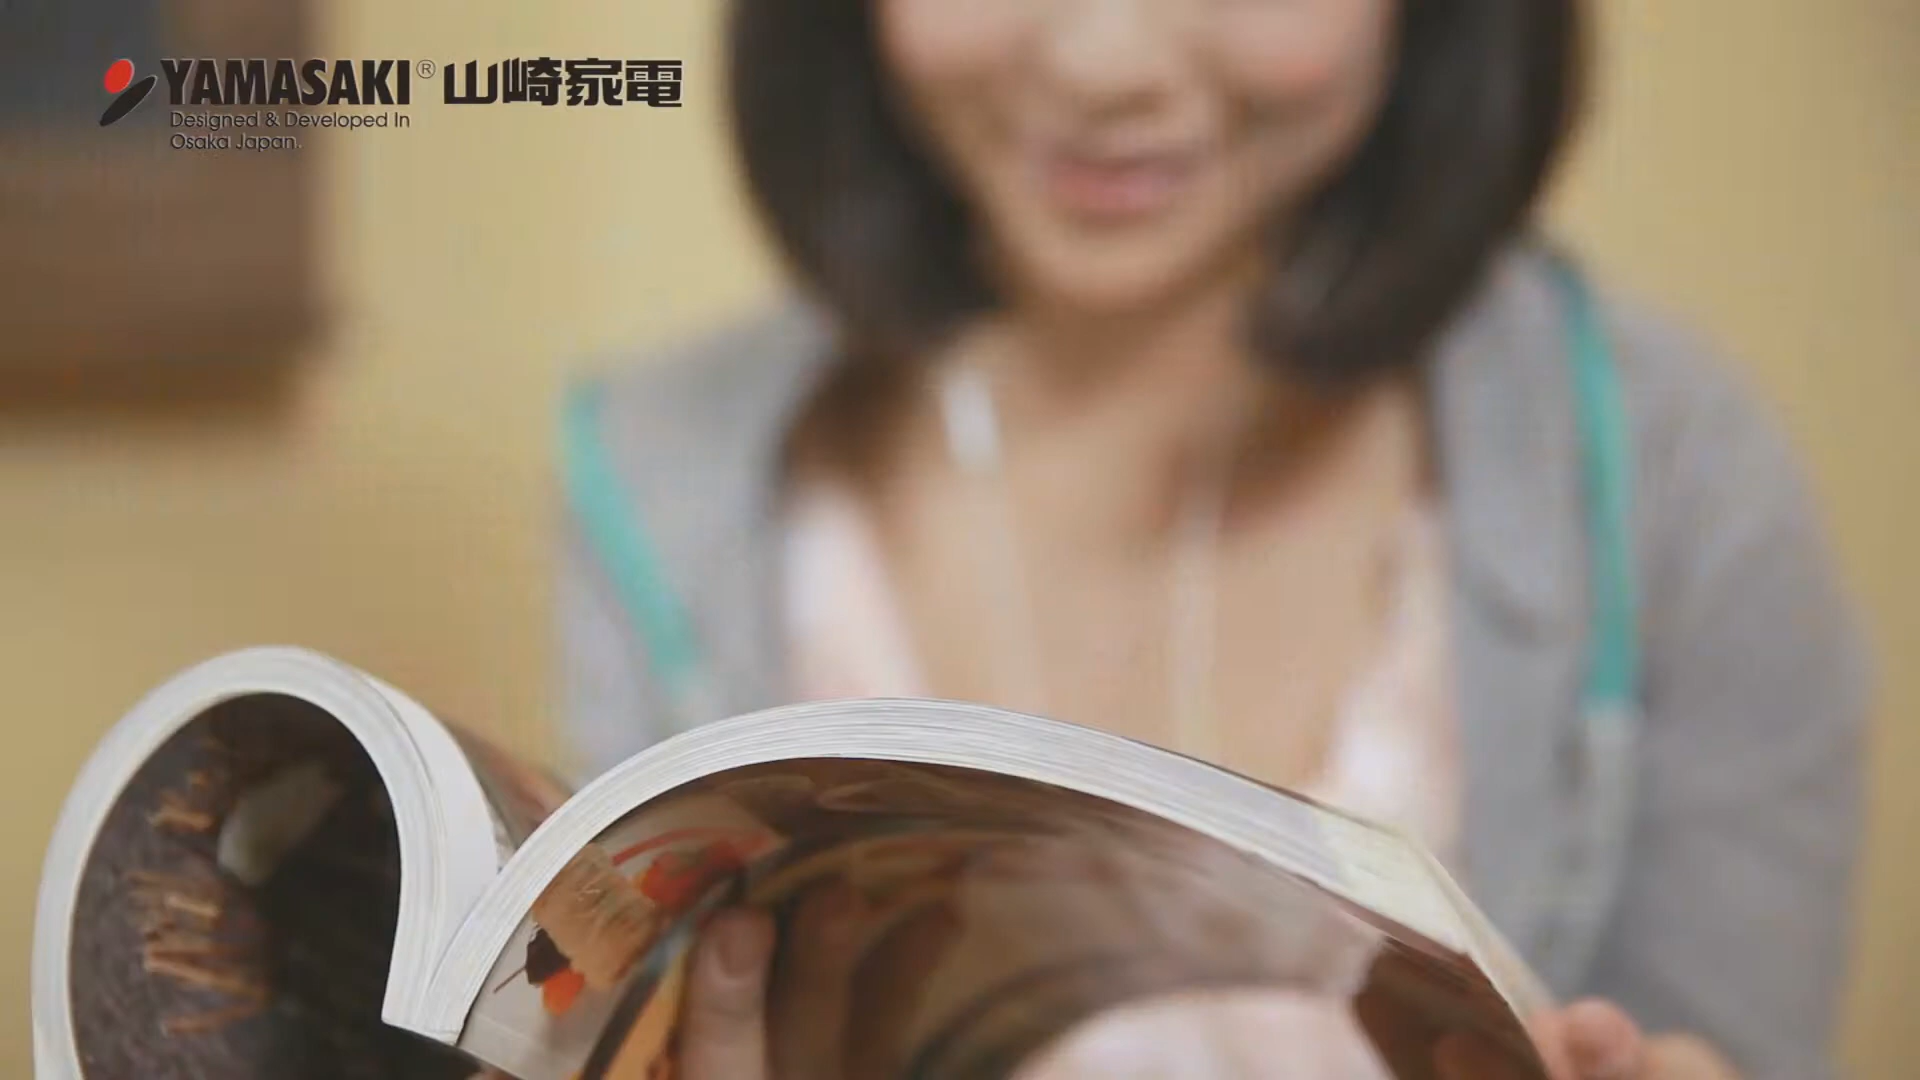 YAMASAKI® 山崎家電
Designed & Developed In
Osaka Japan.